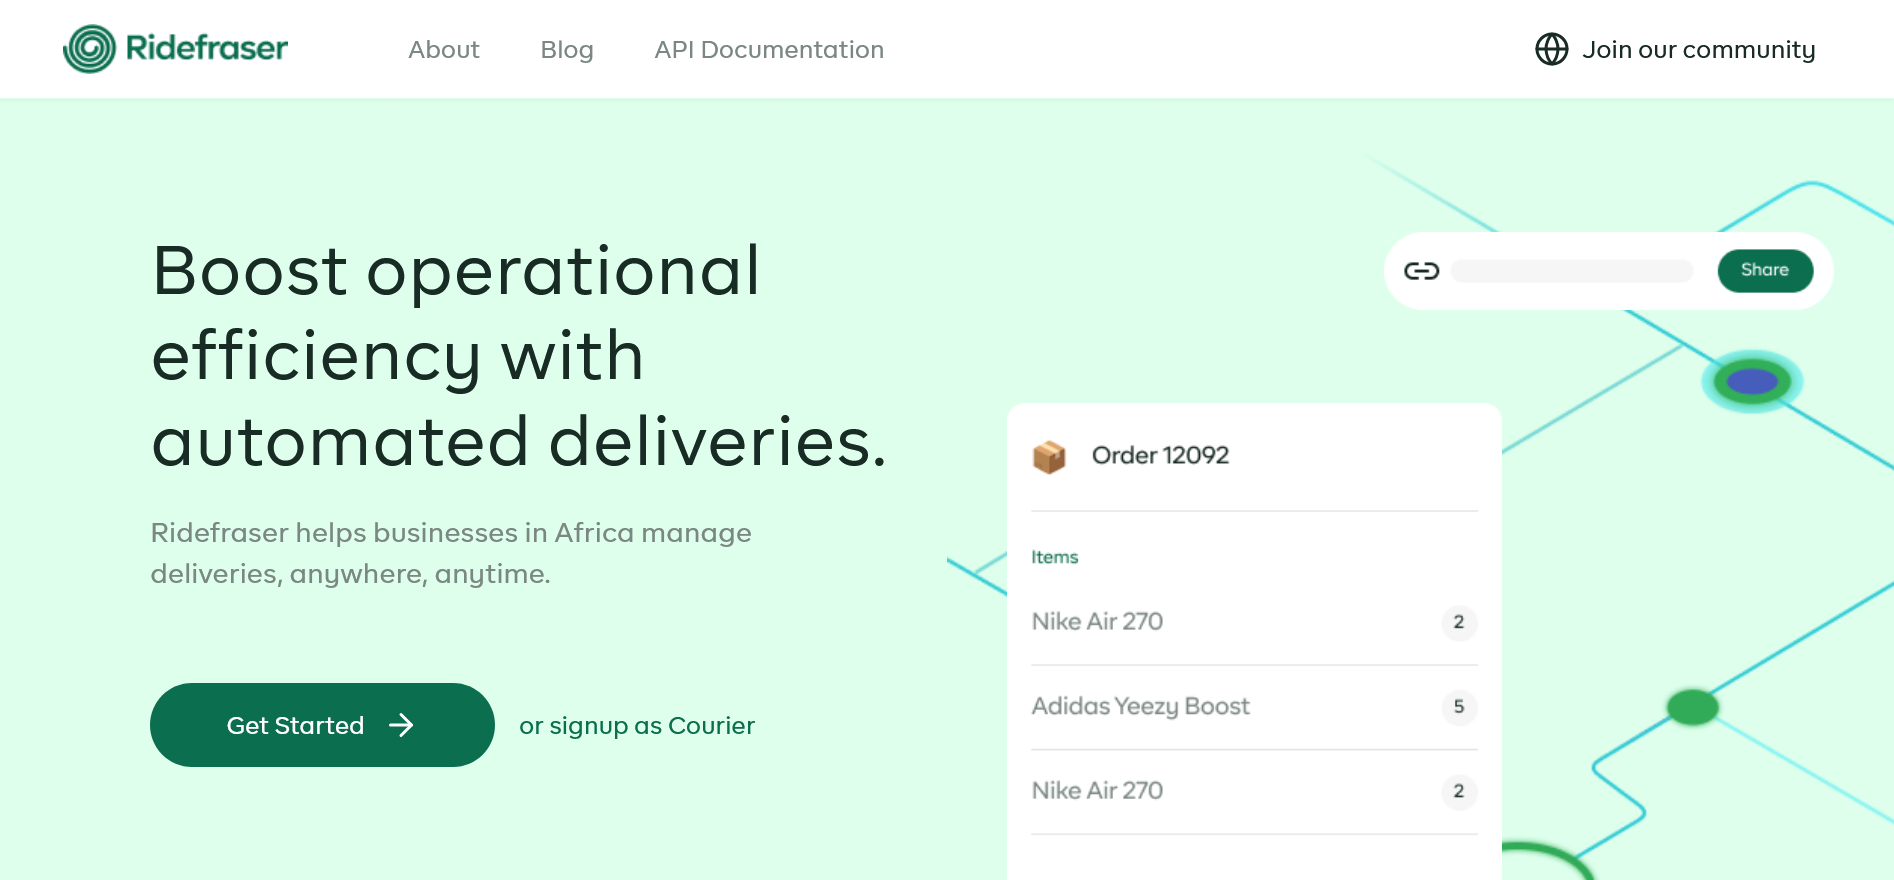 Ridefraser
About
Blog
API Documentation
Join our community
Boost operational
efficiency with
automated deliveries.
Ridefraser helps businesses in Africa manage
deliveries, anywhere, anytime.
Get Started
or signup as Courier
Share
Order 12092
Items
Nike Air 270 2
Adidas Yeezy Boost 5
Nike Air 270 2